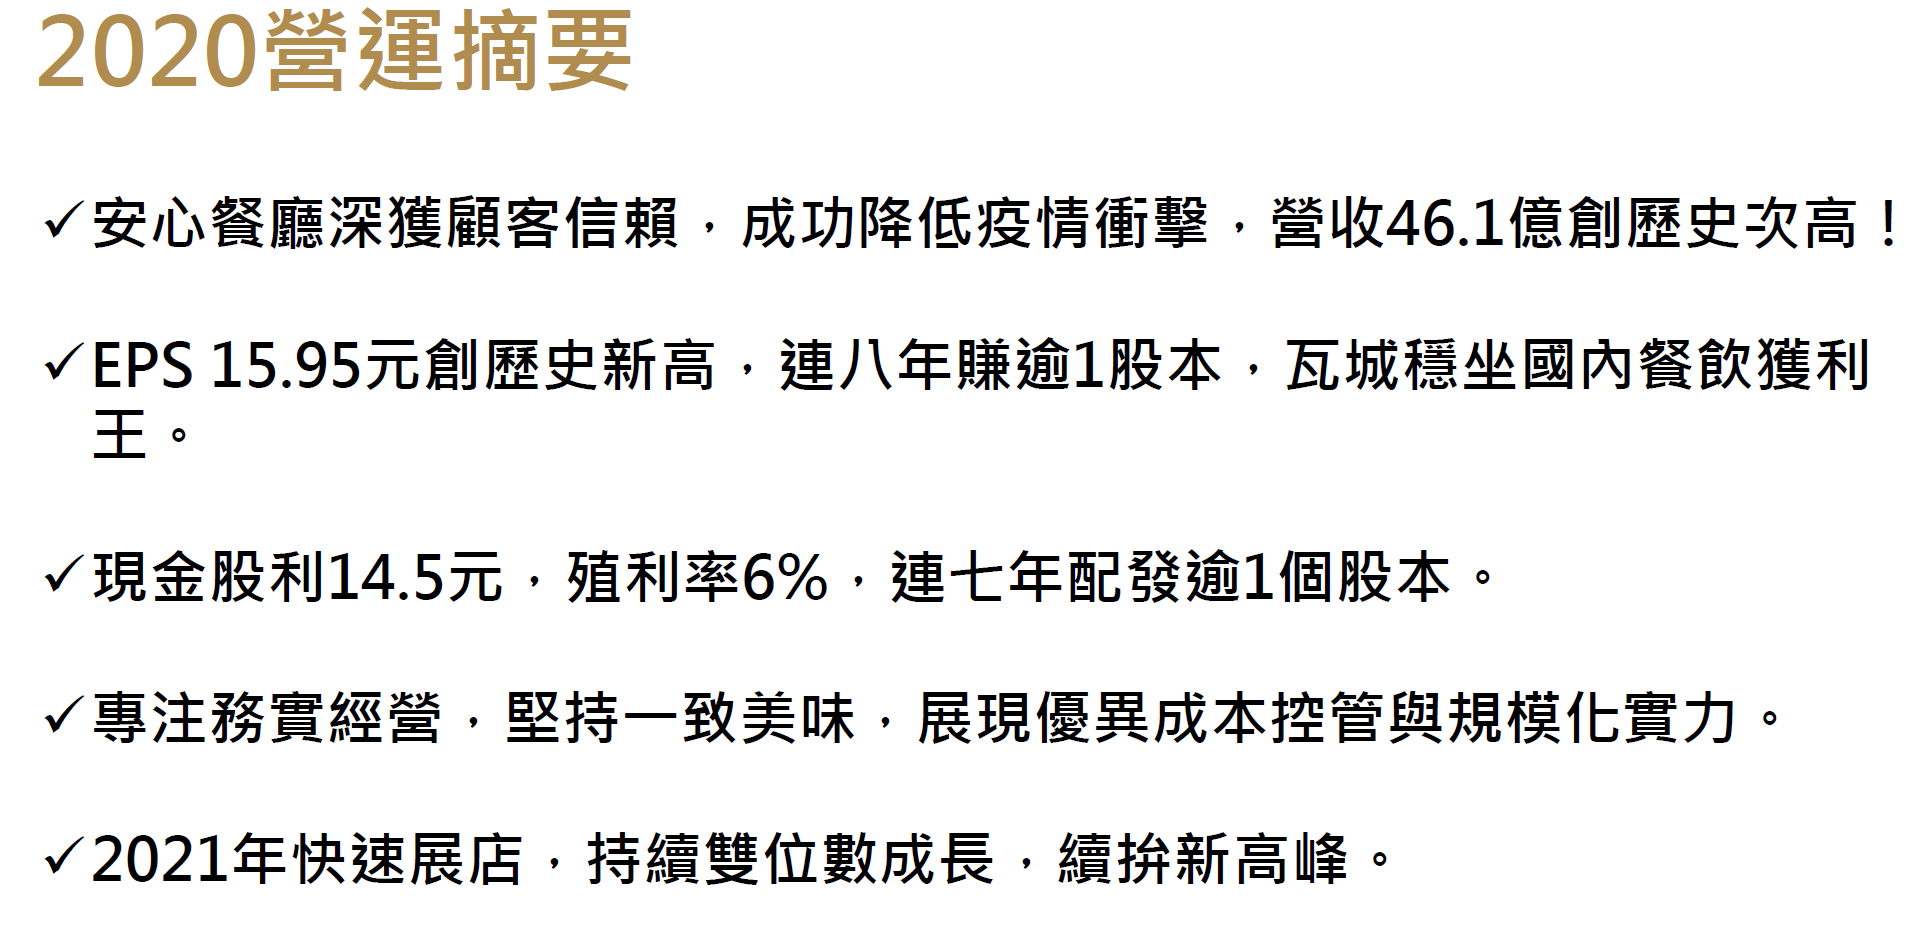 2020營運摘要
✓安心餐廳深獲顧客信賴，成功降低疫情衝擊，營收46.1億創歷史次高！
✓EPS 15.95元創歷史新高，連八年賺逾1股本，瓦城穩坐國內餐飲獲利
王。
✓現金股利14.5元，殖利率6%，連七年配發逾1個股本。
✓專注務實經營，堅持一致美味，展現優異成本控管與規模化實力。
✓2021年快速展店，持續雙位數成長，續拚新高峰。